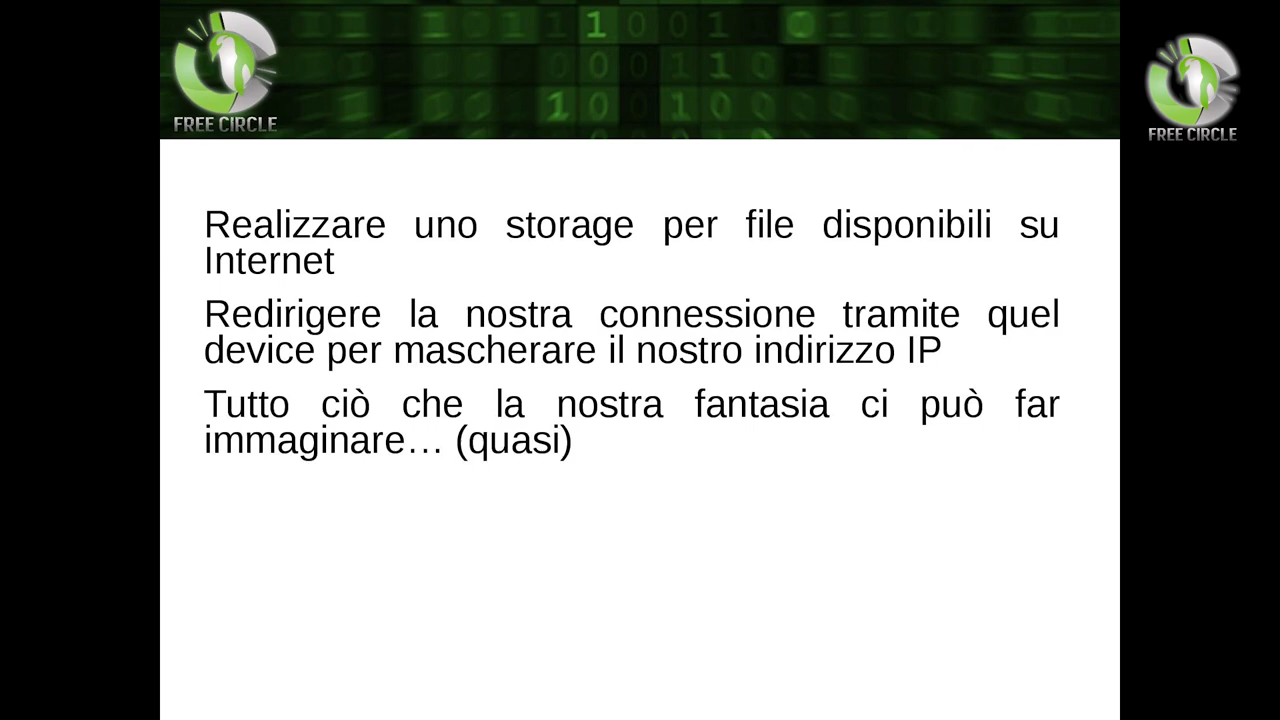 FREE CIRCLE
FREE CIRCLE
Realizzare uno storage per file disponibili su
Internet
Redirigere la nostra connessione tramite quel
device per mascherare il nostro indirizzo IP
Tutto ciò che la nostra fantasia ci può far
immaginare… (quasi)